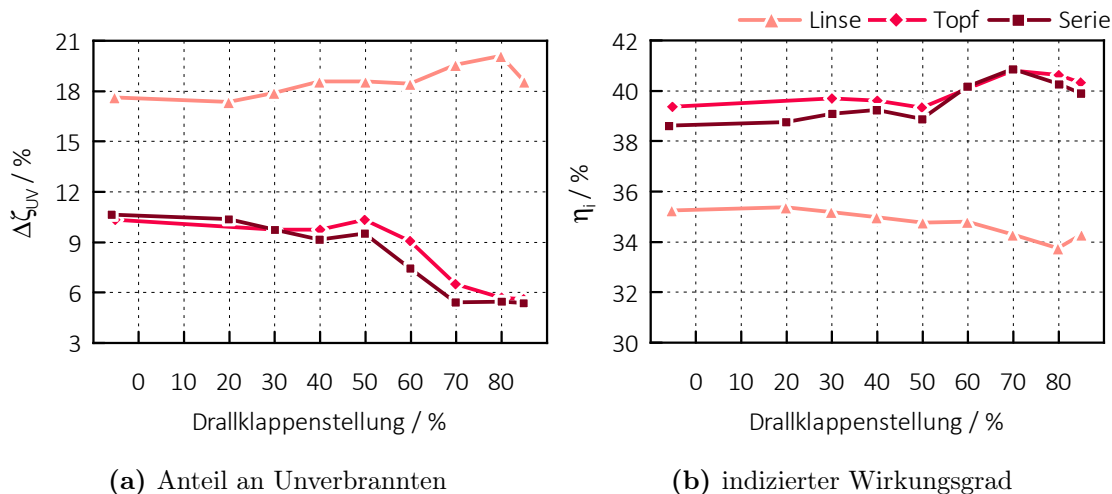 Linse Topf Serie
Δζ_UV / %
21
18
15
12
9
6
3
0 10 20 30 40 50 60 70 80
Drallklappenstellung / %
η_i / %
42
40
38
36
34
32
30
0 10 20 30 40 50 60 70 80
Drallklappenstellung / %
(a) Anteil an Unverbrannten
(b) indizierter Wirkungsgrad